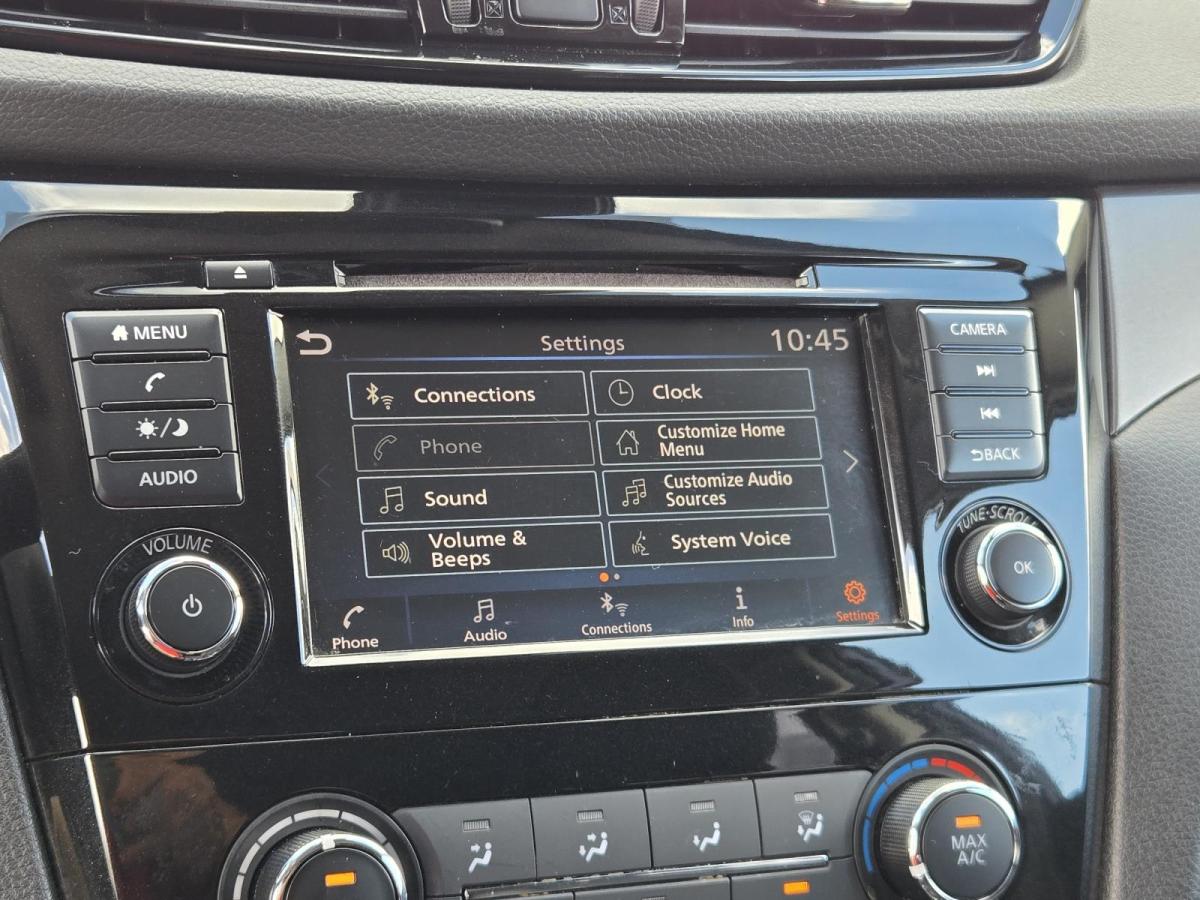 MENU
AUDIO
VOLUME
Settings
10:45
Connections
Clock
Phone
Customize Home
Menu
Sound
Customize Audio
Sources
Volume &
Beeps
System Voice
Phone
Audio
Connections
Info
Settings
CAMERA
BACK
TUNE·SCROLL
OK
MAX
A/C